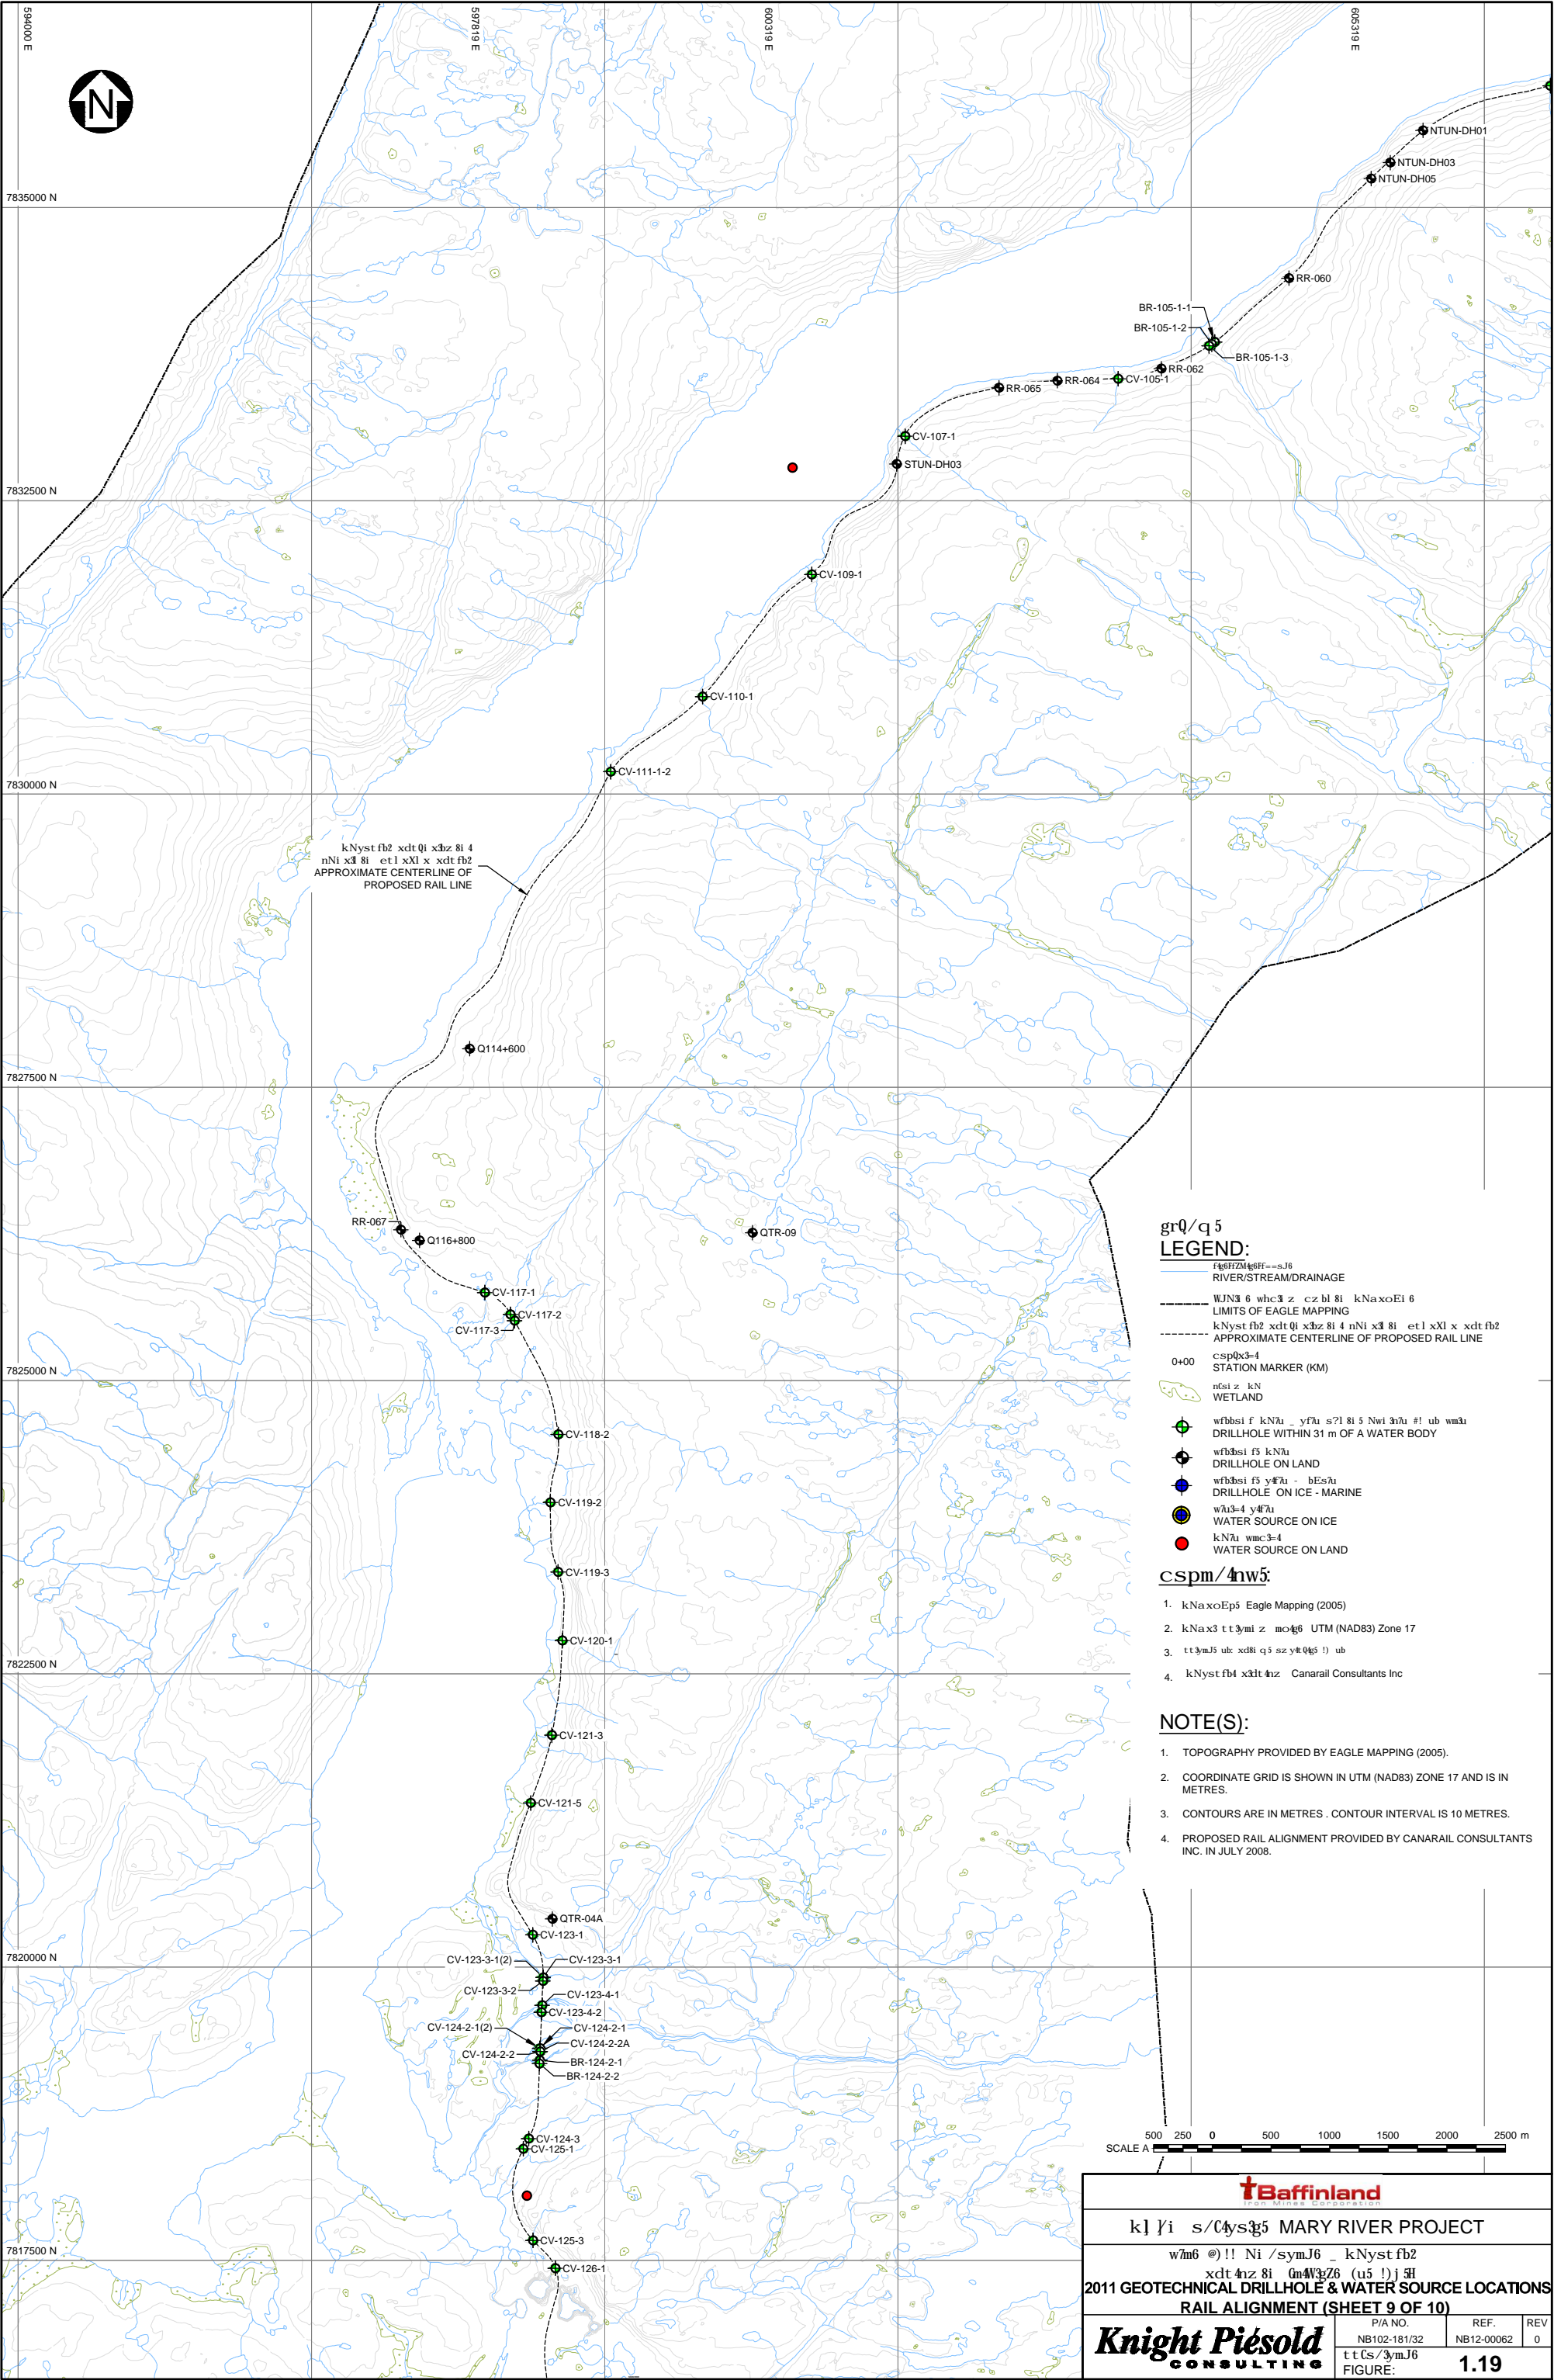 594000 E
597819 E
600319 E
605319 E
N
NTUN-DH01
NTUN-DH03
NTUN-DH05
7835000 N
RR-060
BR-105-1-1
BR-105-1-2
BR-105-1-3
RR-062
CV-105-1
RR-064
RR-065
CV-107-1
STUN-DH03
7832500 N
CV-109-1
CV-110-1
CV-111-1-2
7830000 N
APPROXIMATE CENTERLINE OF
PROPOSED RAIL LINE
Q114+600
7827500 N
RR-067
Q116+800
QTR-09
CV-117-1
CV-117-2
CV-117-3
7825000 N
CV-118-2
CV-119-2
CV-119-3
CV-120-1
7822500 N
CV-121-3
CV-121-5
QTR-04A
CV-123-1
7820000 N
CV-123-3-1(2)
CV-123-3-1
CV-123-3-2
CV-123-4-1
CV-123-4-2
CV-124-2-1(2)
CV-124-2-1
CV-124-2-2A
CV-124-2-2
BR-124-2-1
BR-124-2-2
CV-124-3
CV-125-1
CV-125-3
7817500 N
CV-126-1
grQ/q5
LEGEND:
RIVER/STREAM/DRAINAGE
LIMITS OF EAGLE MAPPING
APPROXIMATE CENTERLINE OF PROPOSED RAIL LINE
0+00
cspQx3=4
STATION MARKER (KM)
WETLAND
DRILLHOLE WITHIN 31 m OF A WATER BODY
DRILLHOLE ON LAND
DRILLHOLE ON ICE - MARINE
WATER SOURCE ON ICE
kN7u wmc3=4
WATER SOURCE ON LAND
cspm/4nw5:
1. kNaxoEp5 Eagle Mapping (2005)
2. kNax3 tt3ymiz mo4g6 UTM (NAD83) Zone 17
3.
4. kNystfb4 x3dt4nz Canarail Consultants Inc
NOTE(S):
1. TOPOGRAPHY PROVIDED BY EAGLE MAPPING (2005).
2. COORDINATE GRID IS SHOWN IN UTM (NAD83) ZONE 17 AND IS IN
METRES.
3. CONTOURS ARE IN METRES . CONTOUR INTERVAL IS 10 METRES.
4. PROPOSED RAIL ALIGNMENT PROVIDED BY CANARAIL CONSULTANTS
INC. IN JULY 2008.
SCALE A 500 250 0 500 1000 1500 2000 2500 m
Baffinland
Iron Mines Corporation
MARY RIVER PROJECT
2011 GEOTECHNICAL DRILLHOLE & WATER SOURCE LOCATIONS
RAIL ALIGNMENT (SHEET 9 OF 10)
Knight Piésold
CONSULTING
P/A NO.
NB102-181/32
REF.
NB12-00062
REV
0
FIGURE:
1.19